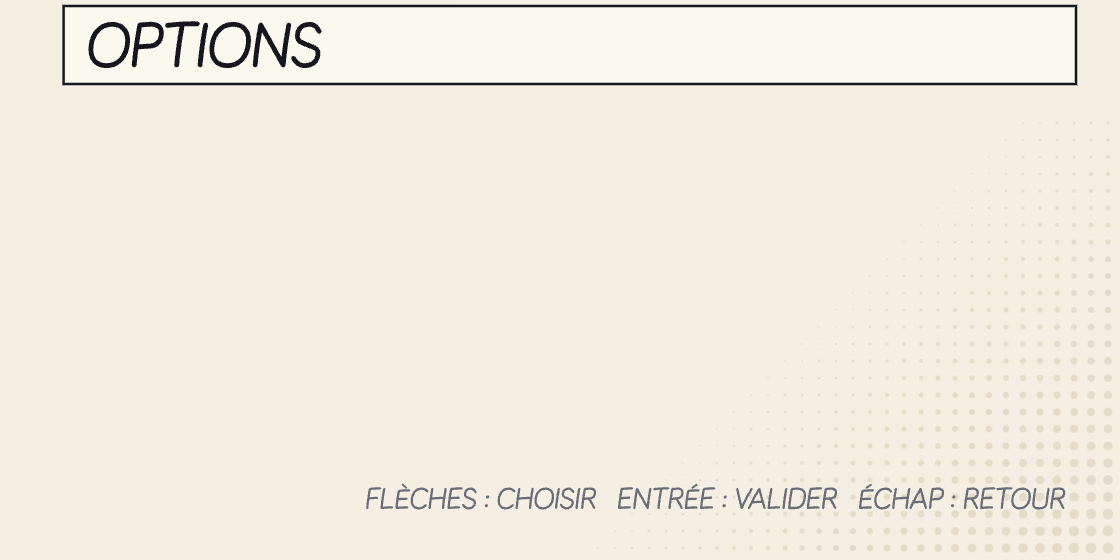 OPTIONS
FLÈCHES : CHOISIR ENTRÉE : VALIDER ÉCHAP : RETOUR